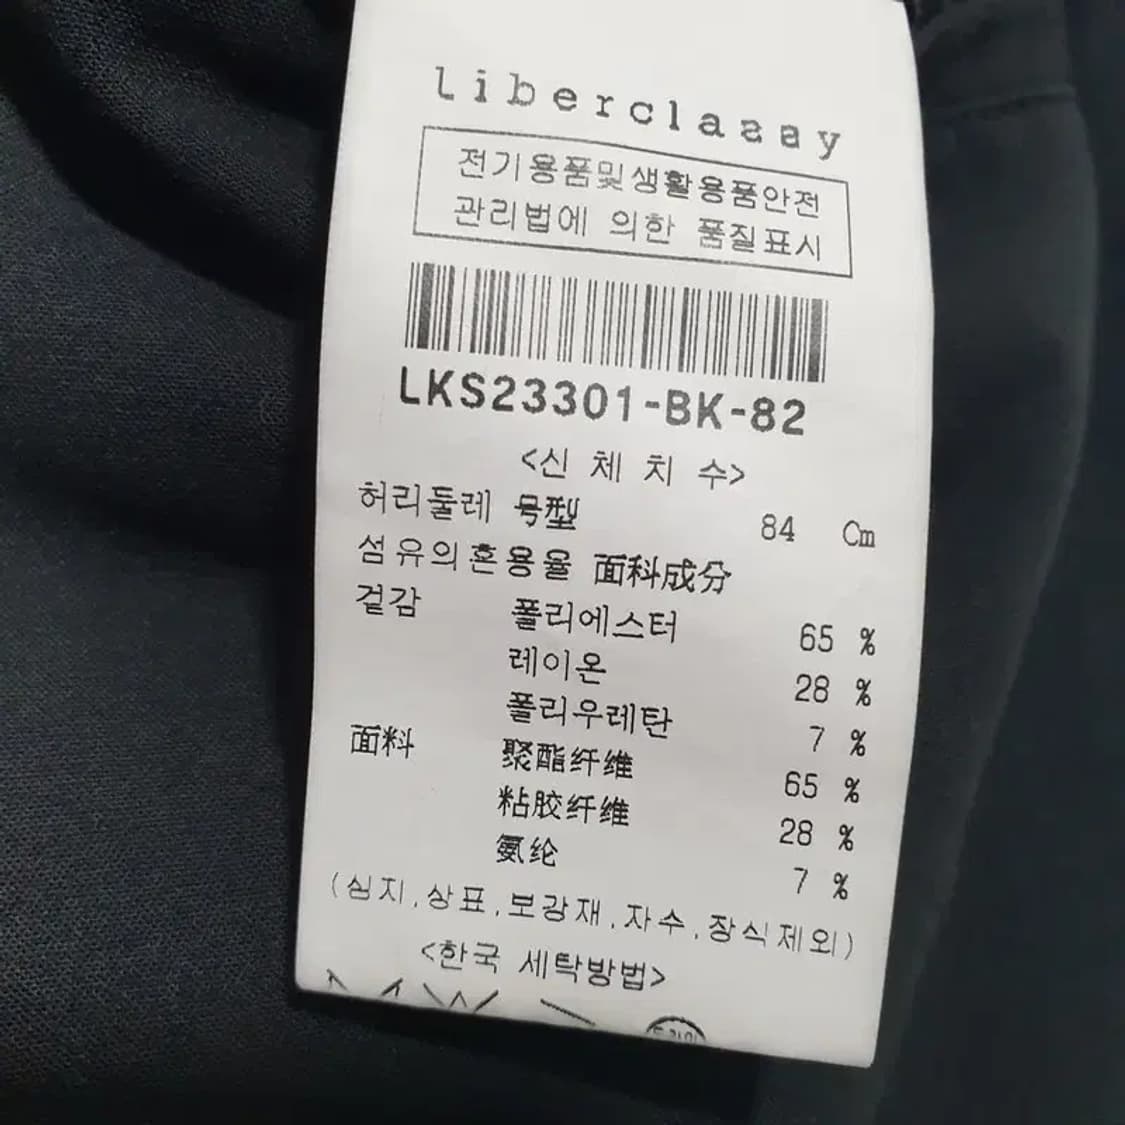 liberclassy
전기용품및생활용품안전
관리법에 의한 품질표시
LKS23301-BK-82
<신 체 치 수>
허리둘레 号型 84 Cm
섬유의혼용율 面科成分
겉감 폴리에스터 65 %
레이온 28 %
폴리우레탄 7 %
面料 聚酯纤维 65 %
粘胶纤维 28 %
氨纶 7 %
(심지,상표,보강재,자수,장식제외)
<한국 세탁방법>